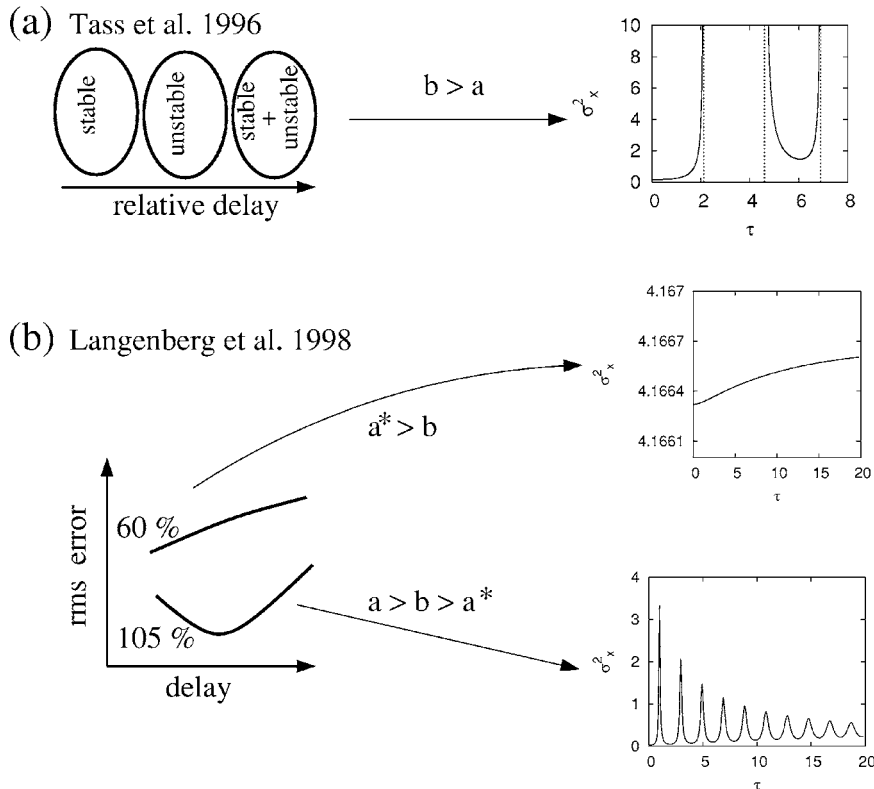 (a) Tass et al. 1996
stable
unstable
stable
+
unstable
relative delay
b > a
10
8
6
4
2
0
σ²ₓ
0 2 4 6 8
τ
(b) Langenberg et al. 1998
rms error
60 %
105 %
delay
a* > b
4.167
4.1667
4.1664
4.1661
σ²ₓ
0 5 10 15 20
τ
a > b > a*
4
3
2
1
0
σ²ₓ
0 5 10 15 20
τ